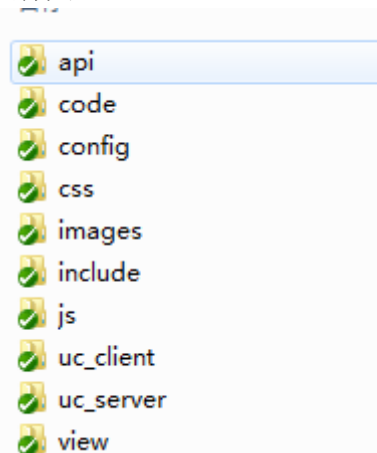 api
code
config
css
images
include
js
uc_client
uc_server
view